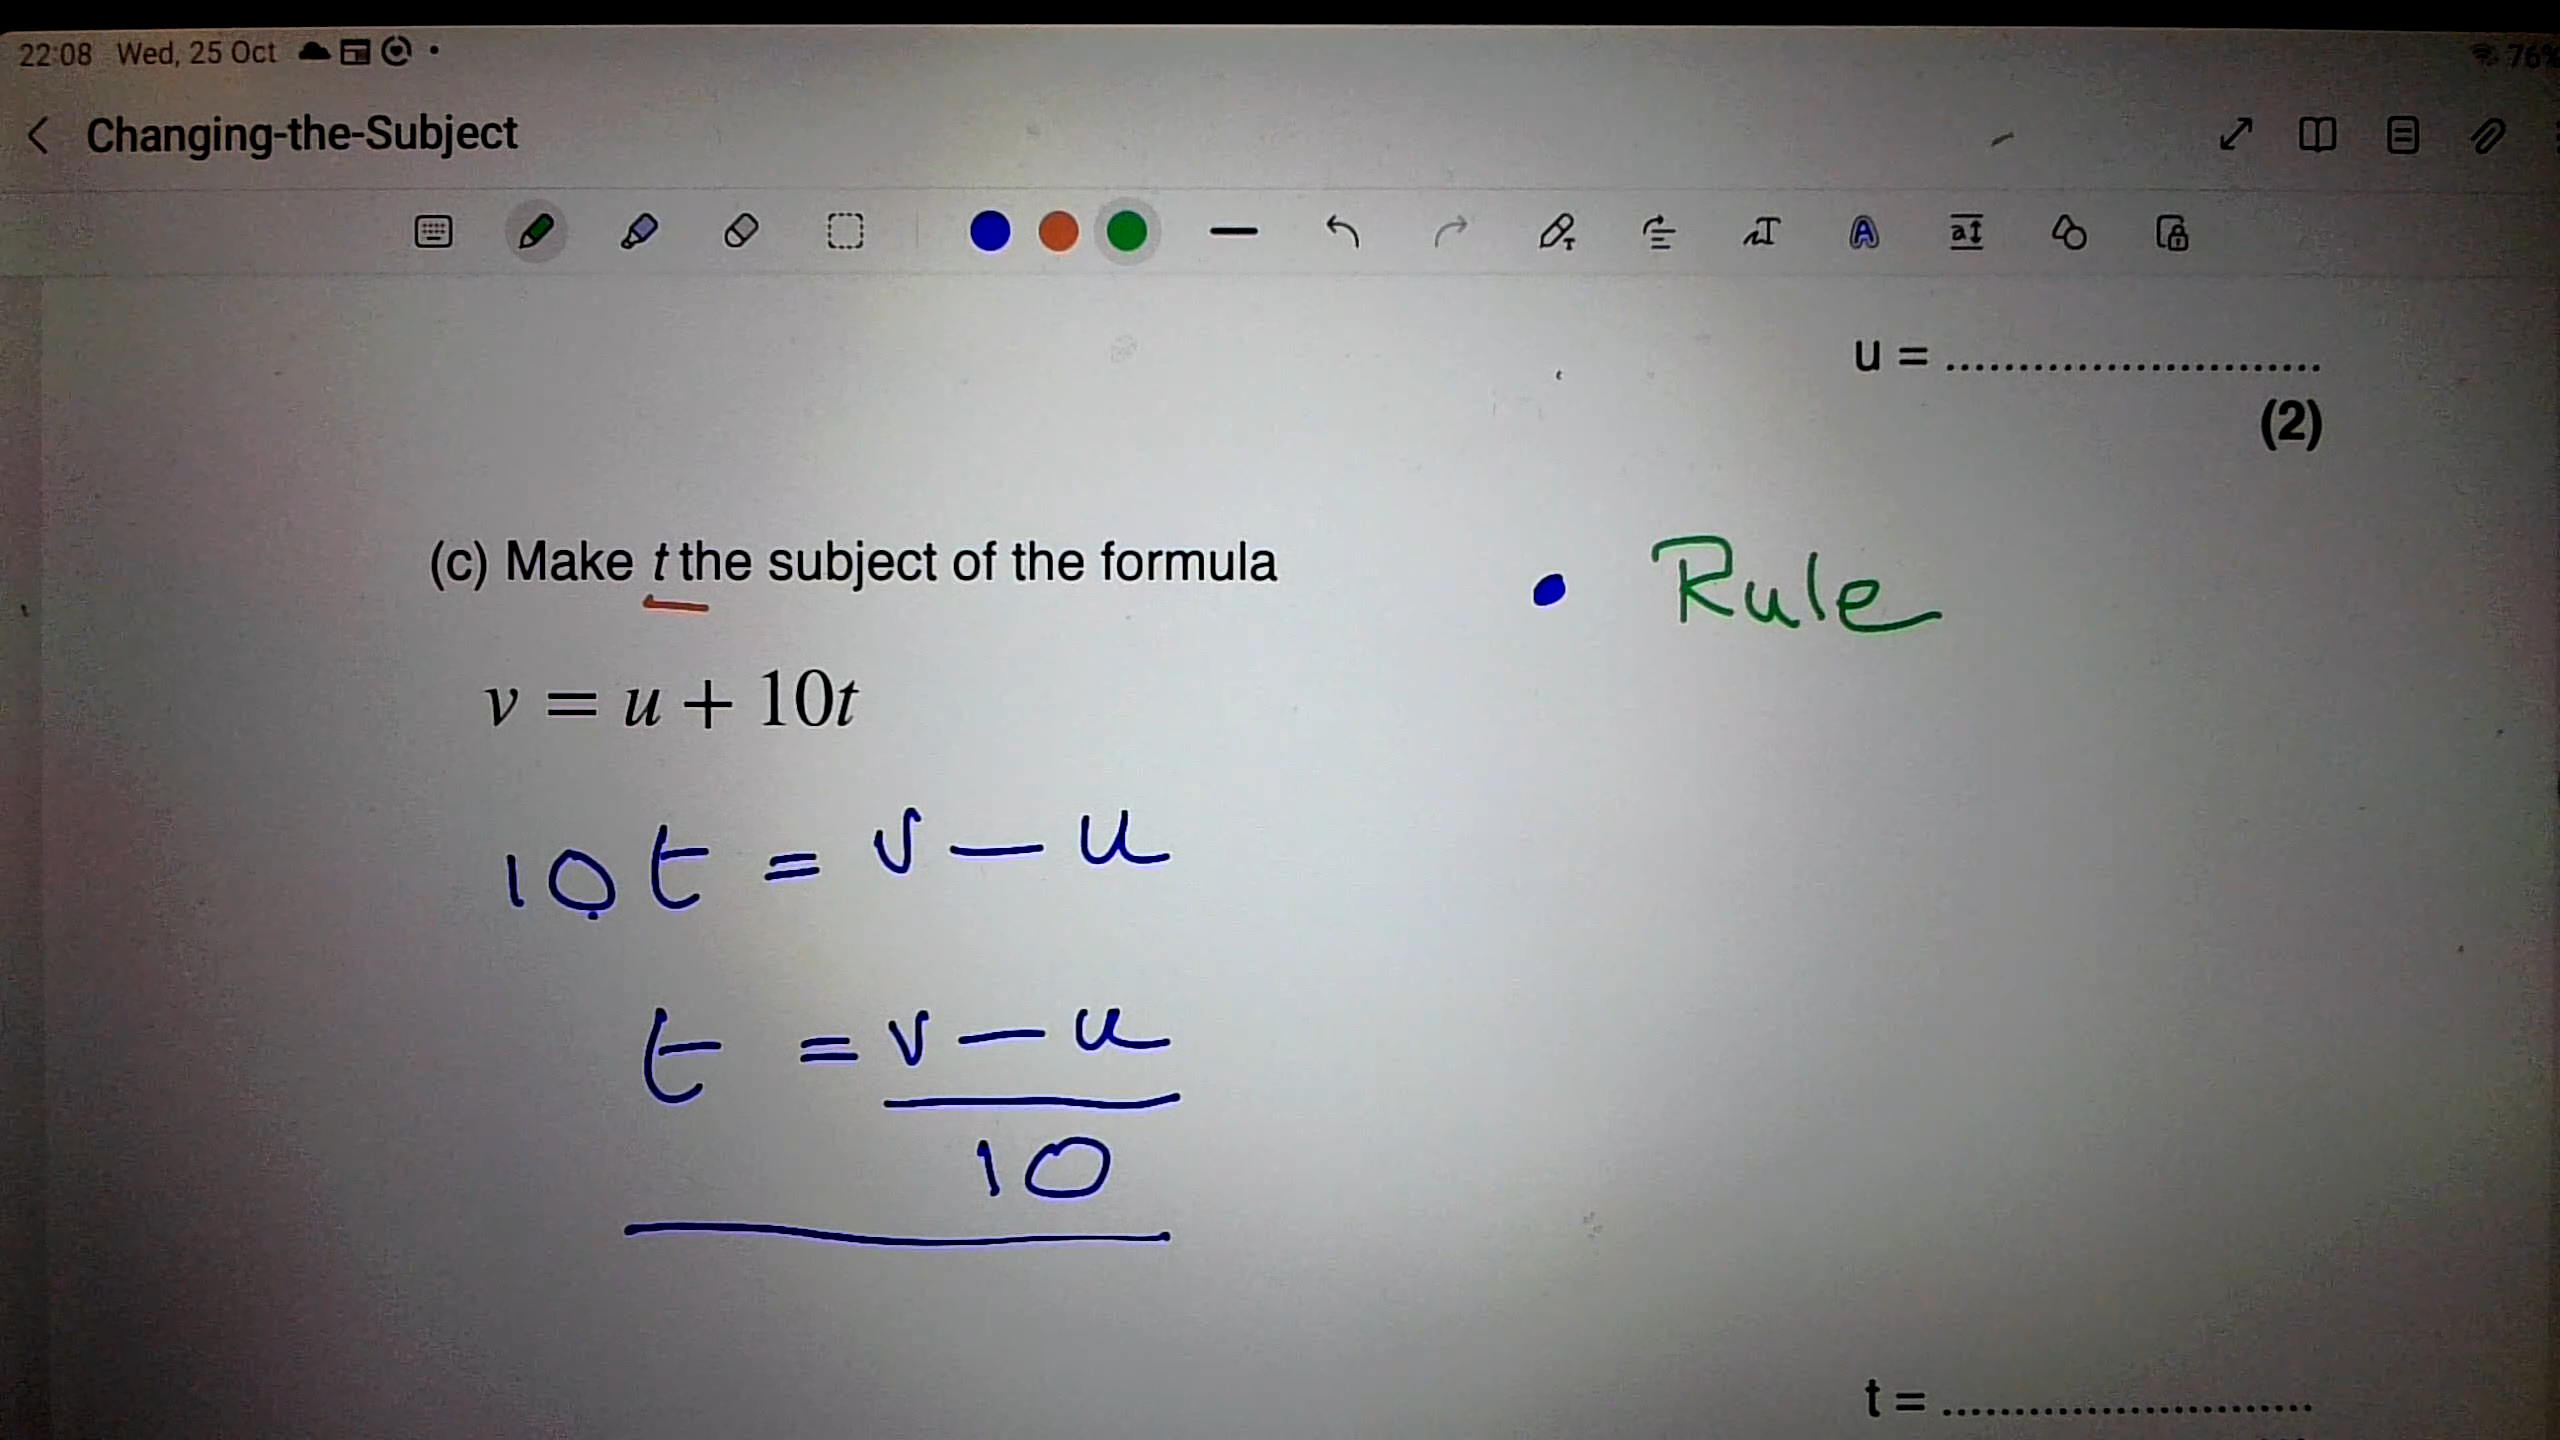 22:08 Wed, 25 Oct
76%
Changing-the-Subject
u = ..........................
(2)
(c) Make t the subject of the formula
• Rule
v = u + 10t
10t = v - u
t = v - u
10
t = ..........................